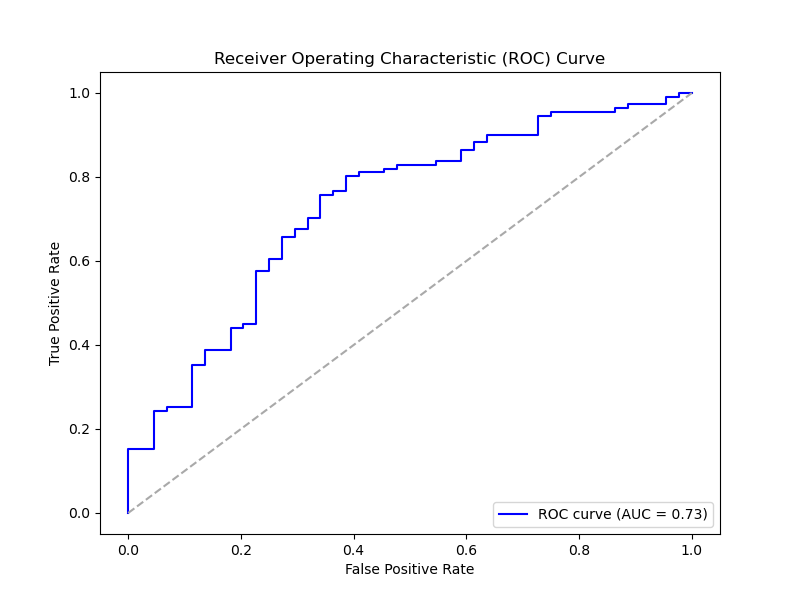 Receiver Operating Characteristic (ROC) Curve
True Positive Rate
1.0
0.8
0.6
0.4
0.2
0.0
0.0 0.2 0.4 0.6 0.8 1.0
False Positive Rate
ROC curve (AUC = 0.73)